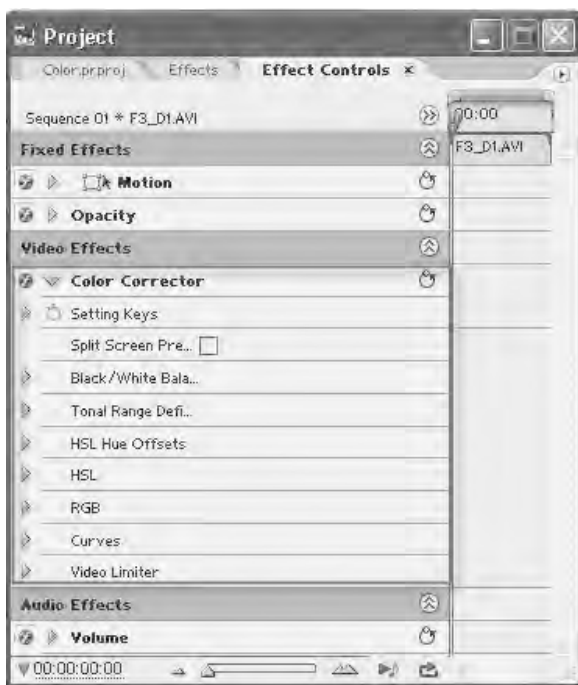 Project
Color.prproj Effects Effect Controls ×
Sequence 01 * F3_D1.AVI
00:00
Fixed Effects
F3_D1.AVI
Motion
Opacity
Video Effects
Color Corrector
Setting Keys
Split Screen Pre...
Black/White Bala...
Tonal Range Defi...
HSL Hue Offsets
HSL
RGB
Curves
Video Limiter
Audio Effects
Volume
00:00:00:00